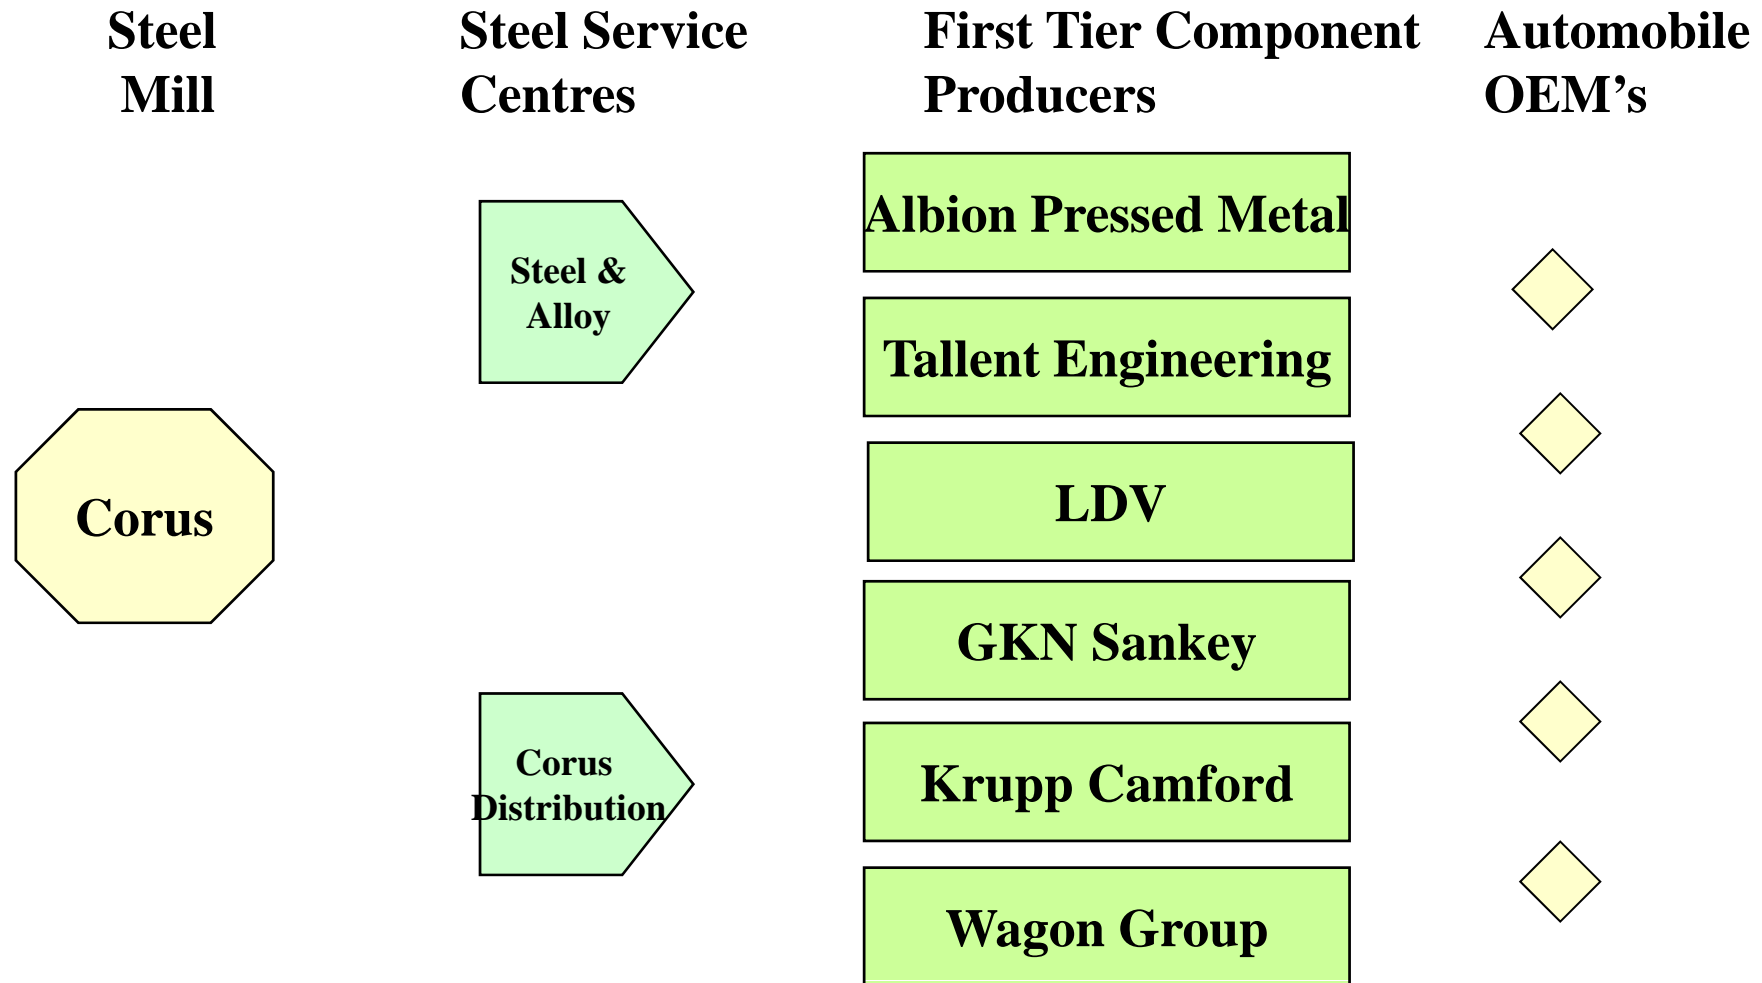 Steel
Mill
Steel Service
Centres
First Tier Component
Producers
Automobile
OEM’s
Albion Pressed Metal
Steel &
Alloy
Tallent Engineering
LDV
Corus
GKN Sankey
Corus
Distribution
Krupp Camford
Wagon Group